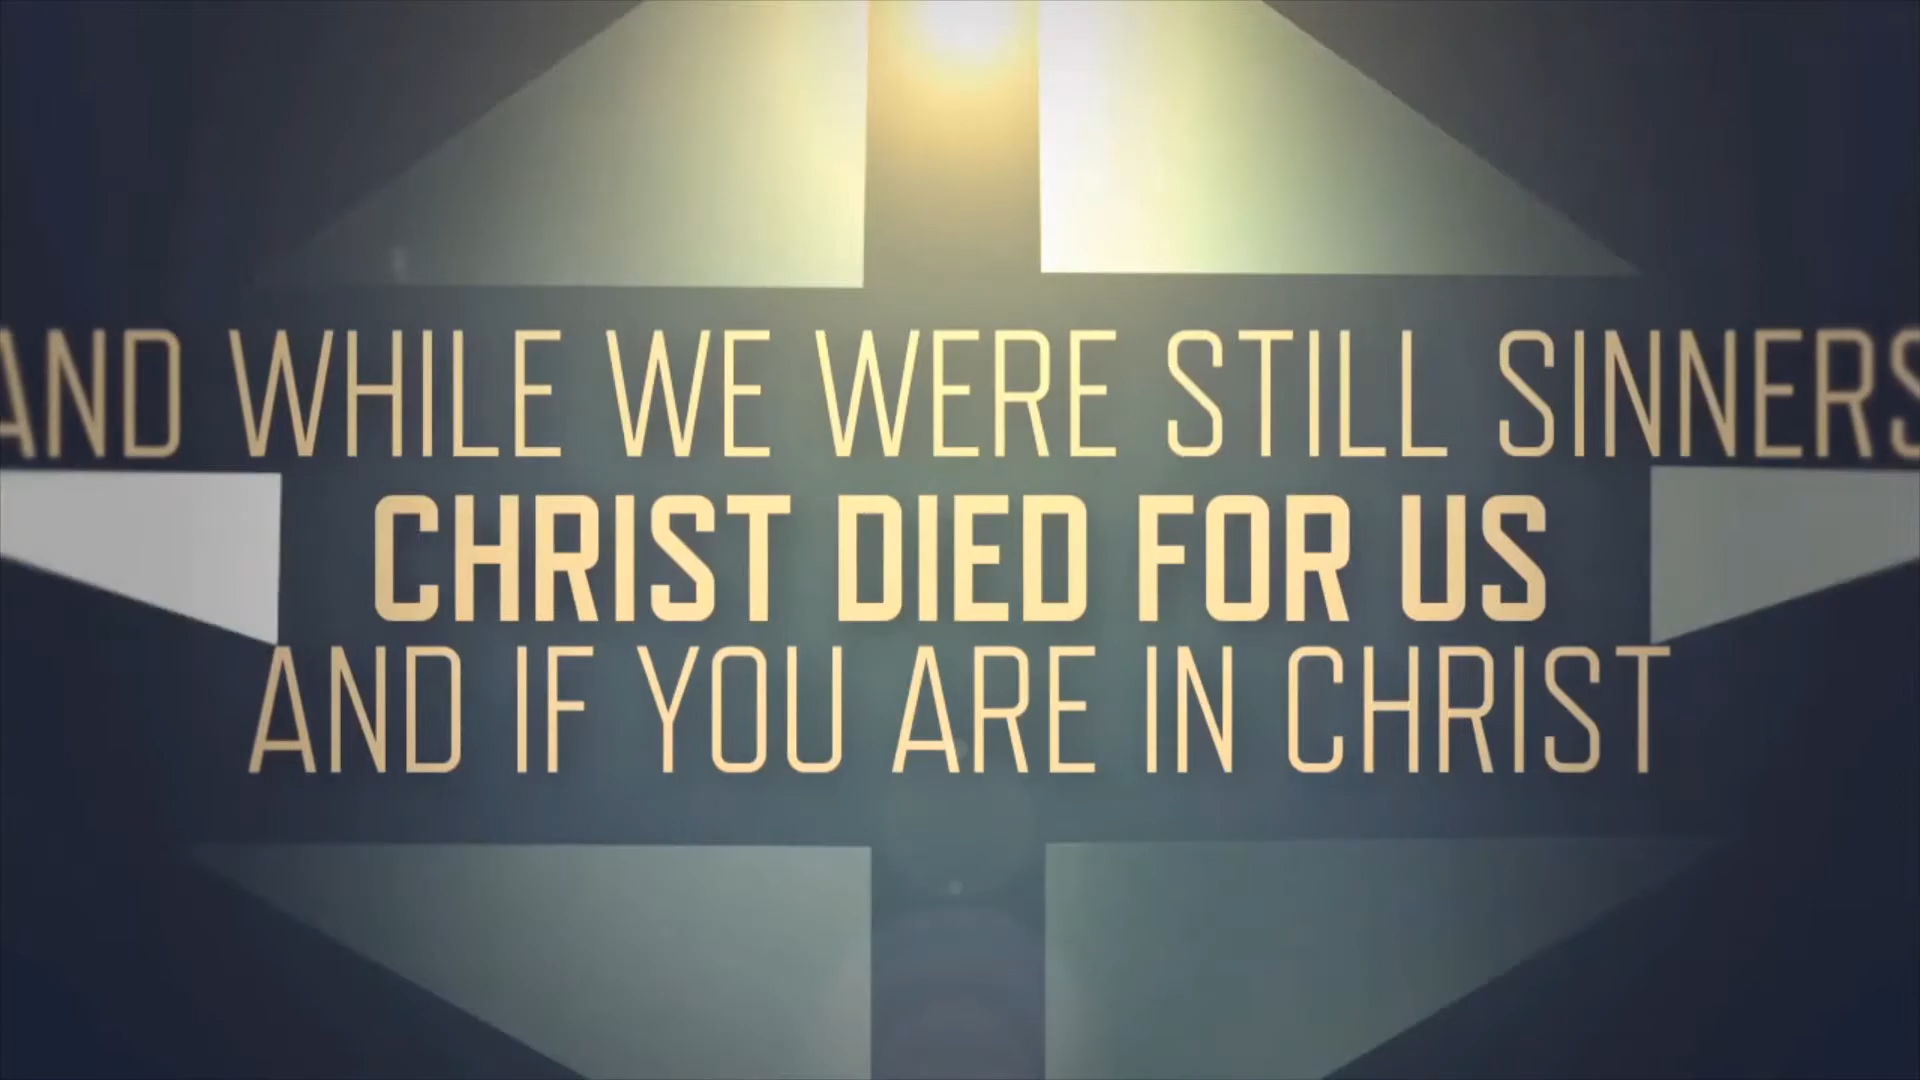 AND WHILE WE WERE STILL SINNERS
CHRIST DIED FOR US
AND IF YOU ARE IN CHRIST